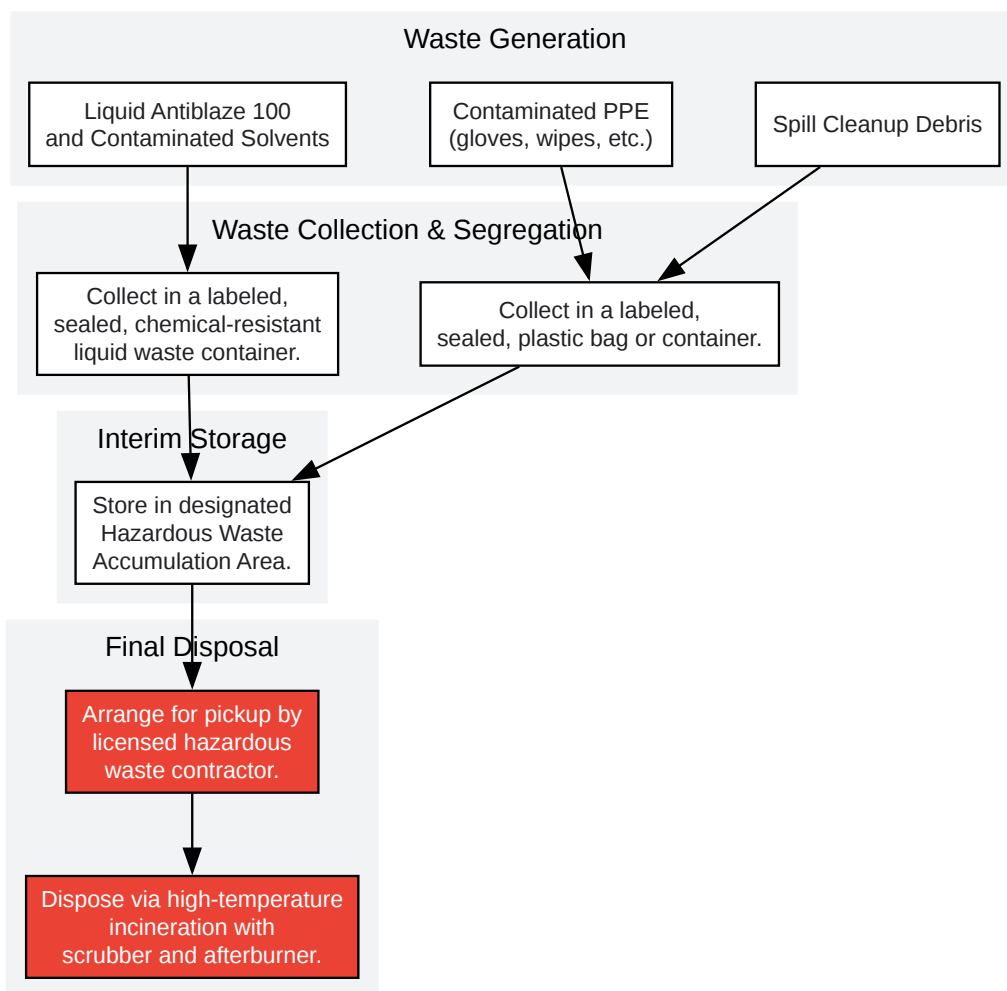 Waste Generation
Liquid Antiblaze 100
and Contaminated Solvents
Contaminated PPE
(gloves, wipes, etc.)
Spill Cleanup Debris
Waste Collection & Segregation
Collect in a labeled,
sealed, chemical-resistant
liquid waste container.
Collect in a labeled,
sealed, plastic bag or container.
Interim Storage
Store in designated
Hazardous Waste
Accumulation Area.
Final Disposal
Arrange for pickup by
licensed hazardous
waste contractor.
Dispose via high-temperature
incineration with
scrubber and afterburner.